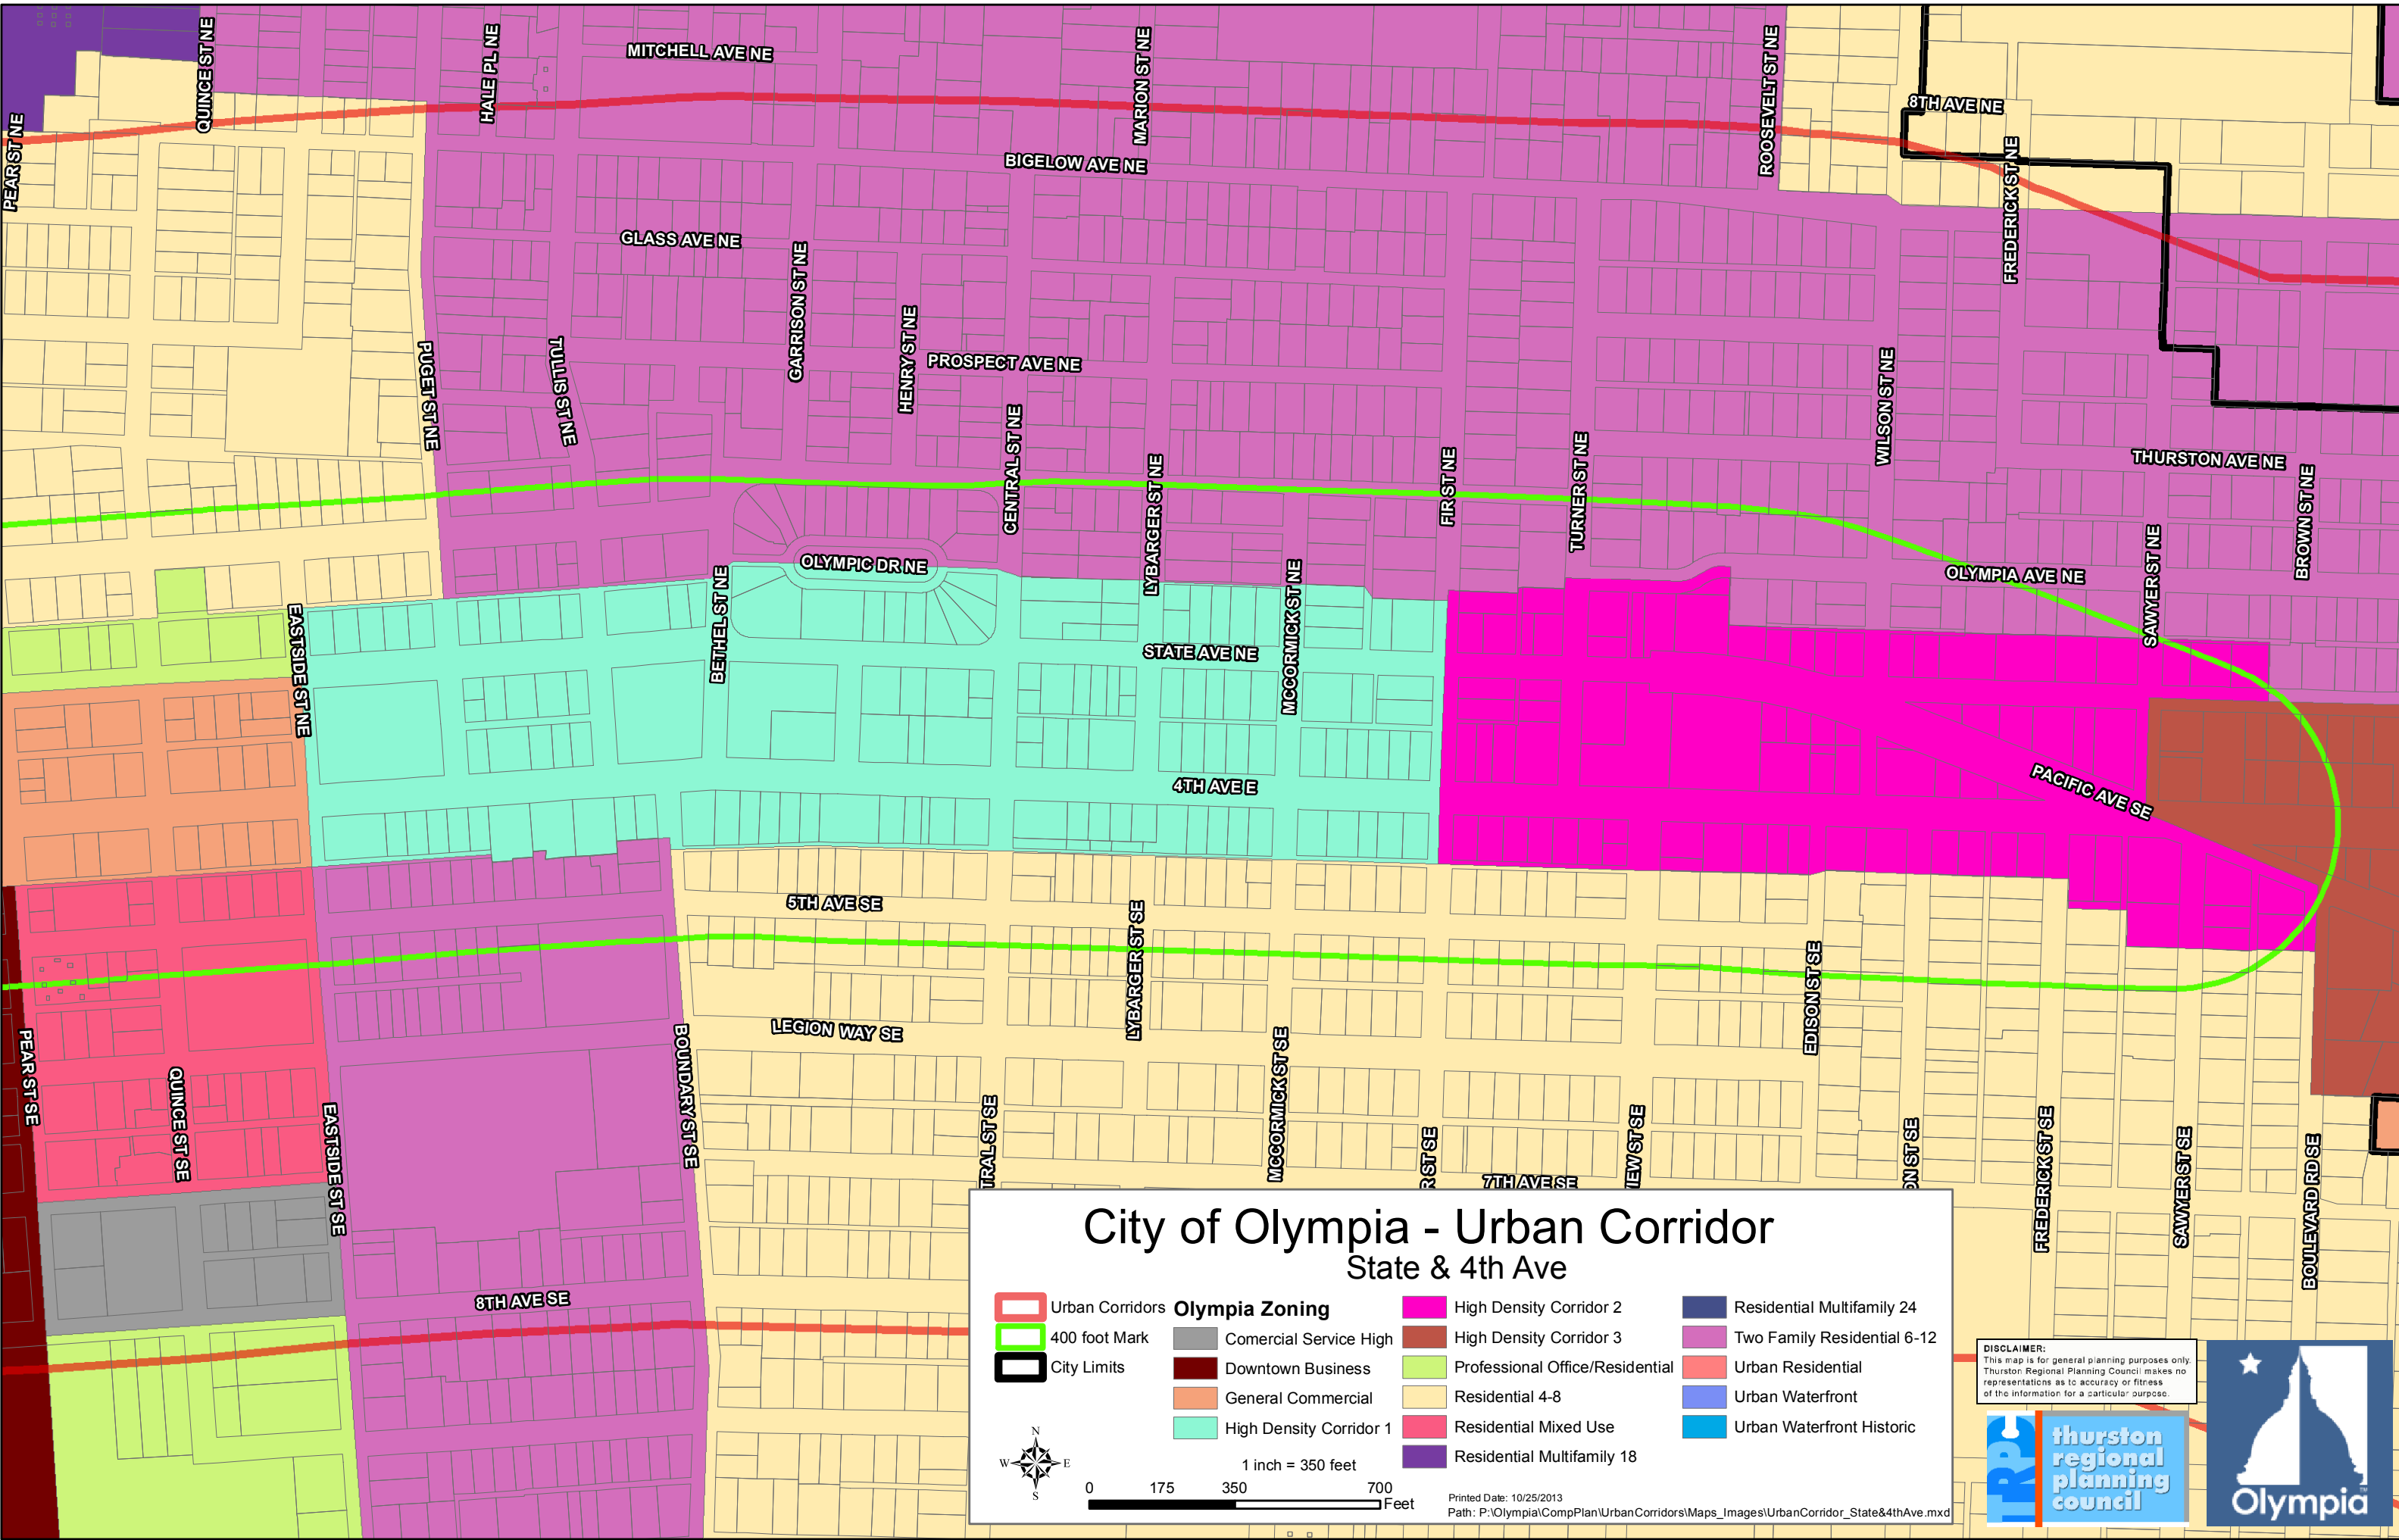 QUINCE ST NE
HALE PL NE
MITCHELL AVE NE
MARION ST NE
ROOSEVELT ST NE
8TH AVE NE
PEAR ST NE
BIGELOW AVE NE
FREDERICK ST NE
GLASS AVE NE
GARRISON ST NE
HENRY ST NE
PROSPECT AVE NE
PUGET ST NE
TULLIS ST NE
CENTRAL ST NE
LYBARGER ST NE
FIR ST NE
TURNER ST NE
WILSON ST NE
THURSTON AVE NE
BROWN ST NE
SAWYER ST NE
OLYMPIC DR NE
OLYMPIA AVE NE
BETHEL ST NE
MCCORMICK ST NE
EASTSIDE ST NE
STATE AVE NE
4TH AVE E
PACIFIC AVE SE
5TH AVE SE
LYBARGER ST SE
EDISON ST SE
LEGION WAY SE
PEAR ST SE
QUINCE ST SE
EASTSIDE ST SE
BOUNDARY ST SE
TRAL ST SE
MCCORMICK ST SE
R ST SE
7TH AVE SE
IEW ST SE
ON ST SE
FREDERICK ST SE
SAWYER ST SE
BOULEVARD RD SE
8TH AVE SE
City of Olympia - Urban Corridor
State & 4th Ave
Urban Corridors
400 foot Mark
City Limits
Olympia Zoning
Comercial Service High
Downtown Business
General Commercial
High Density Corridor 1
High Density Corridor 2
High Density Corridor 3
Professional Office/Residential
Residential 4-8
Residential Mixed Use
Residential Multifamily 18
Residential Multifamily 24
Two Family Residential 6-12
Urban Residential
Urban Waterfront
Urban Waterfront Historic
N
W E
S
1 inch = 350 feet
0 175 350 700
Feet
Printed Date: 10/25/2013
Path: P:\Olympia\CompPlan\UrbanCorridors\Maps_Images\UrbanCorridor_State&4thAve.mxd
DISCLAIMER:
This map is for general planning purposes only.
Thurston Regional Planning Council makes no
representations as to accuracy or fitness
of the information for a particular purpose.
TRPC
thurston
regional
planning
council
Olympia
TM